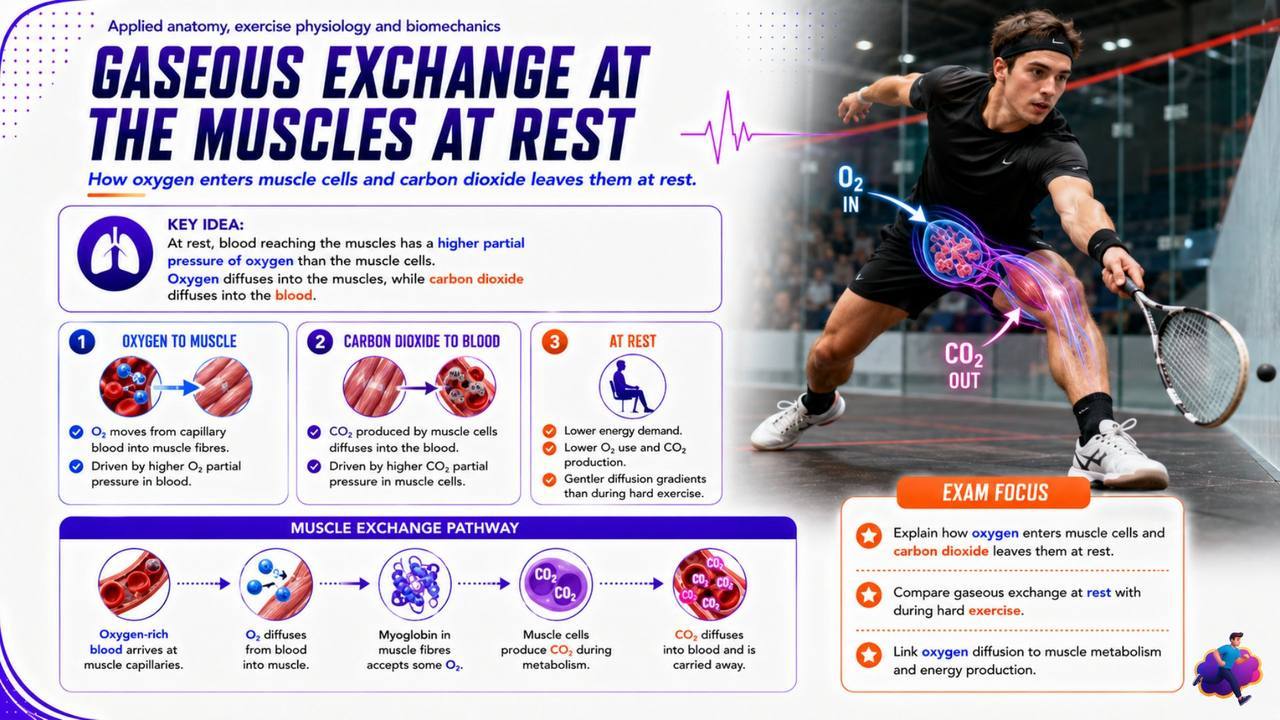 Applied anatomy, exercise physiology and biomechanics
GASEOUS EXCHANGE AT
THE MUSCLES AT REST
How oxygen enters muscle cells and carbon dioxide leaves them at rest.
KEY IDEA:
At rest, blood reaching the muscles has a higher partial
pressure of oxygen than the muscle cells.
Oxygen diffuses into the muscles, while carbon dioxide
diffuses into the blood.
1 OXYGEN TO MUSCLE
O₂ moves from capillary
blood into muscle fibres.
Driven by higher O₂ partial
pressure in blood.
2 CARBON DIOXIDE TO BLOOD
CO₂ produced by muscle cells
diffuses into the blood.
Driven by higher CO₂ partial
pressure in muscle cells.
3 AT REST
Lower energy demand.
Lower O₂ use and CO₂
production.
Gentler diffusion gradients
than during hard exercise.
O₂
IN
CO₂
OUT
MUSCLE EXCHANGE PATHWAY
Oxygen-rich
blood arrives at
muscle capillaries.
O₂ diffuses
from blood
into muscle.
Myoglobin in
muscle fibres
accepts some O₂.
CO₂
CO₂
Muscle cells
produce CO₂ during
metabolism.
CO₂
CO₂
CO₂
CO₂
CO₂
CO₂ diffuses
into blood and is
carried away.
EXAM FOCUS
Explain how oxygen enters muscle cells and
carbon dioxide leaves them at rest.
Compare gaseous exchange at rest with
during hard exercise.
Link oxygen diffusion to muscle metabolism
and energy production.